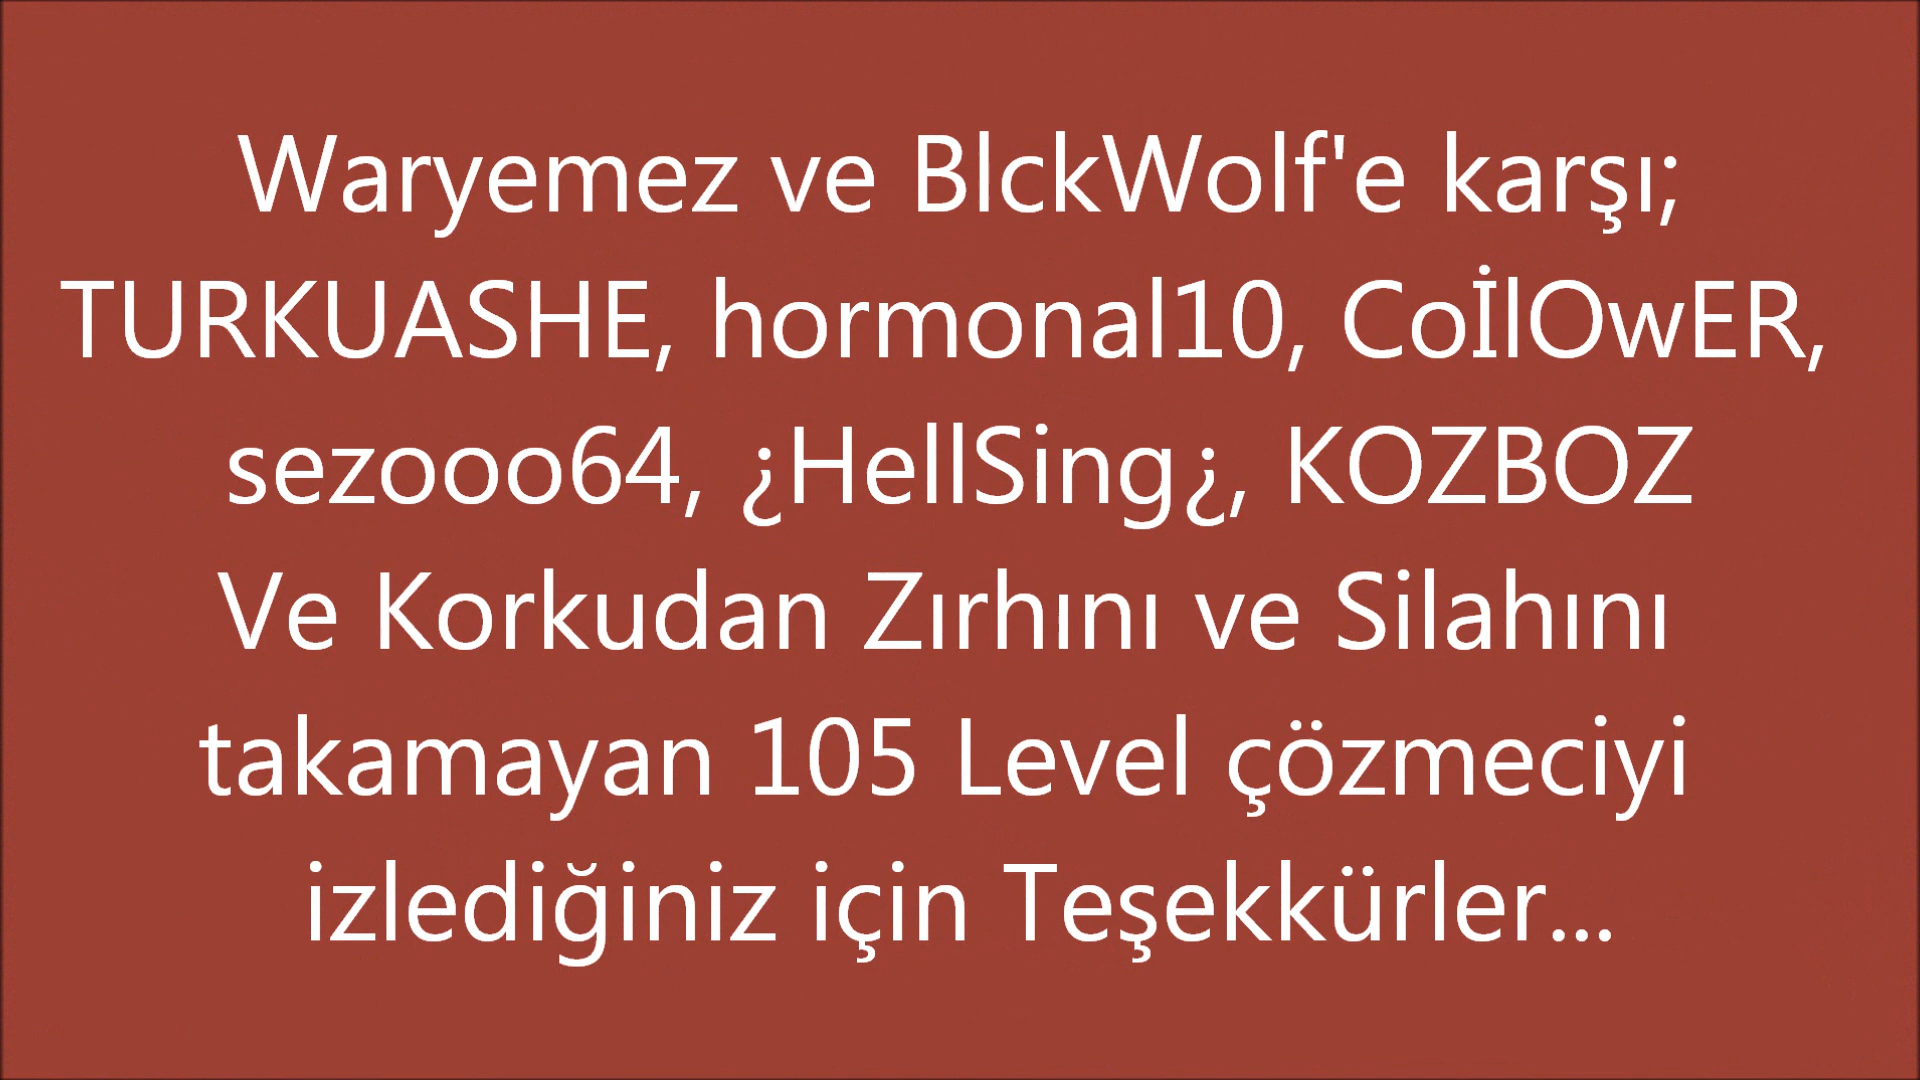 Waryemez ve BlckWolf'e karşı;
TURKUASHE, hormonal10, CoİlOwER,
sezooo64, ¿HellSing¿, KOZBOZ
Ve Korkudan Zırhını ve Silahını
takamayan 105 Level çözmeciyi
izlediğiniz için Teşekkürler...